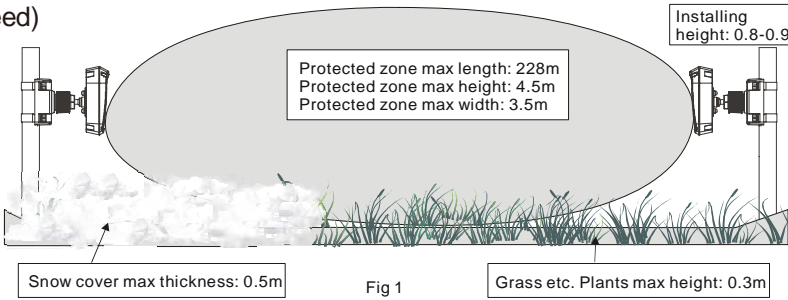 eed)
Installing
height: 0.8-0.9
Protected zone max length: 228m
Protected zone max height: 4.5m
Protected zone max width: 3.5m
Snow cover max thickness: 0.5m
Fig 1
Grass etc. Plants max height: 0.3m